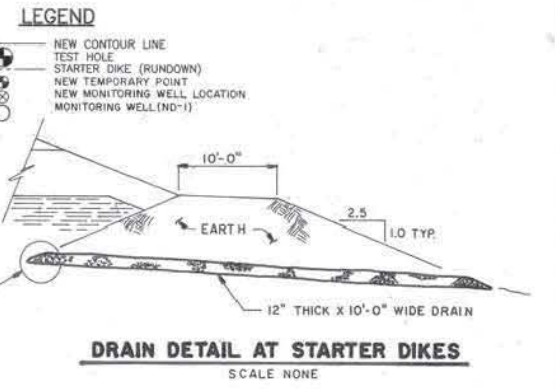 LEGEND
NEW CONTOUR LINE
TEST HOLE
STARTER DIKE (RUNDOWN)
NEW TEMPORARY POINT
NEW MONITORING WELL LOCATION
MONITORING WELL (ND-1)
10'-0"
2.5
1.0 TYP.
EARTH
12" THICK X 10'-0" WIDE DRAIN
DRAIN DETAIL AT STARTER DIKES
SCALE NONE